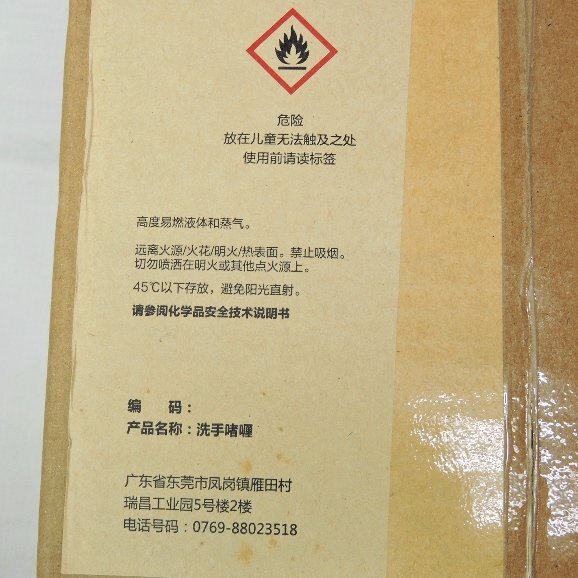 危险
放在儿童无法触及之处
使用前请读标签
高度易燃液体和蒸气。
远离火源/火花/明火/热表面。禁止吸烟。
切勿喷洒在明火或其他点火源上。
45℃以下存放，避免阳光直射。
请参阅化学品安全技术说明书
编　　码：
产品名称：洗手啫喱
广东省东莞市凤岗镇雁田村
瑞昌工业园5号楼2楼
电话号码：0769-88023518